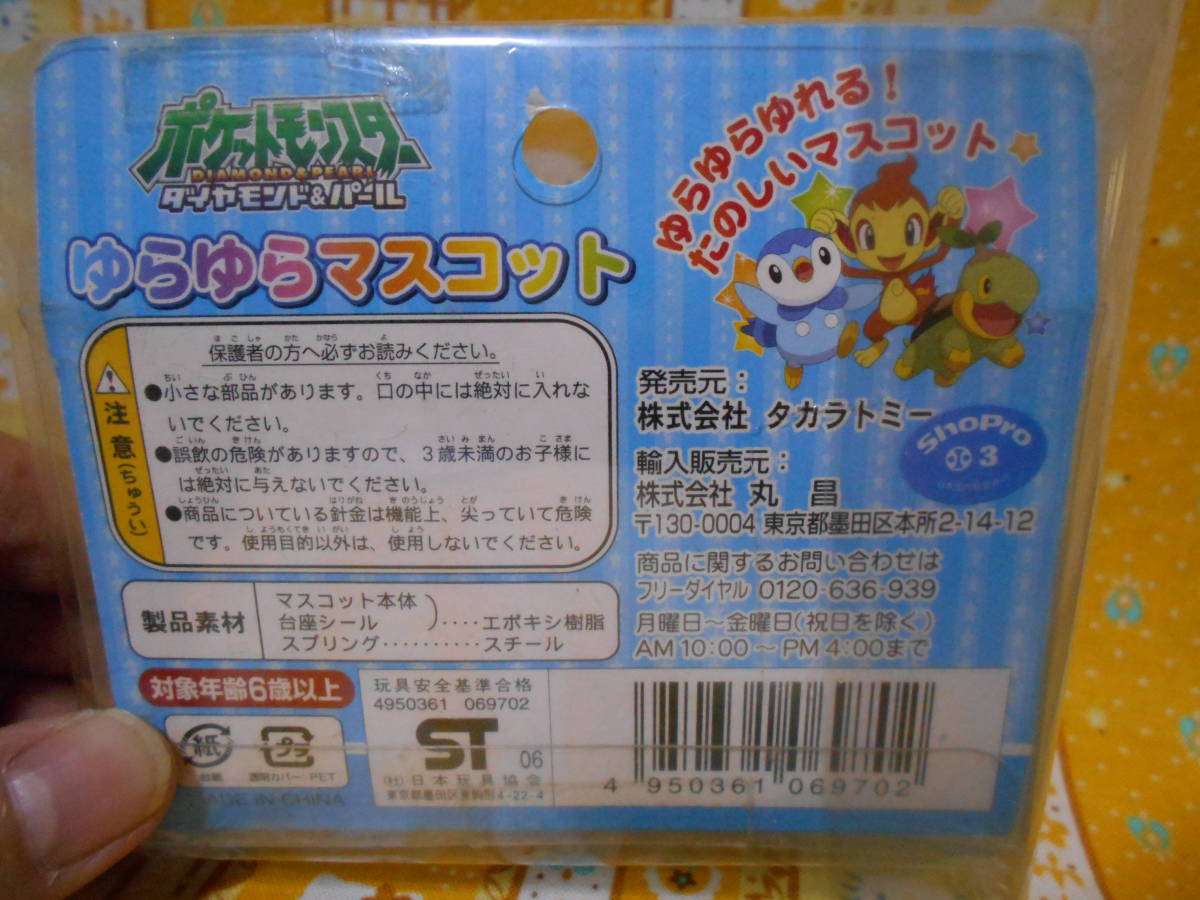 ポケットモンスター
DIAMOND & PEARL
ダイヤモンド&パール
ゆらゆらマスコット
ゆらゆらゆれる!
たのしいマスコット
注意(ちゅうい)
保護者の方へ必ずお読みください。
●小さな部品があります。口の中には絶対に入れな
いでください。
●誤飲の危険がありますので、3歳未満のお子様に
は絶対に与えないでください。
●商品についている針金は機能上、尖っていて危険
です。使用目的以外は、使用しないでください。
製品素材
マスコット本体
台座シール
‥‥エポキシ樹脂
スプリング‥‥‥‥‥スチール
対象年齢6歳以上
紙
台紙
プラ
透明カバー:PET
MADE IN CHINA
玩具安全基準合格
4950361 069702
ST 06
(社)日本玩具協会
東京都墨田区東駒形4-22-4
発売元:
株式会社 タカラトミー
ShoPro
3
輸入販売元:
株式会社 丸 昌
〒130-0004 東京都墨田区本所2-14-12
商品に関するお問い合わせは
フリーダイヤル 0120-636-939
月曜日~金曜日(祝日を除く)
AM 10:00~PM 4:00まで
4 950361 069702